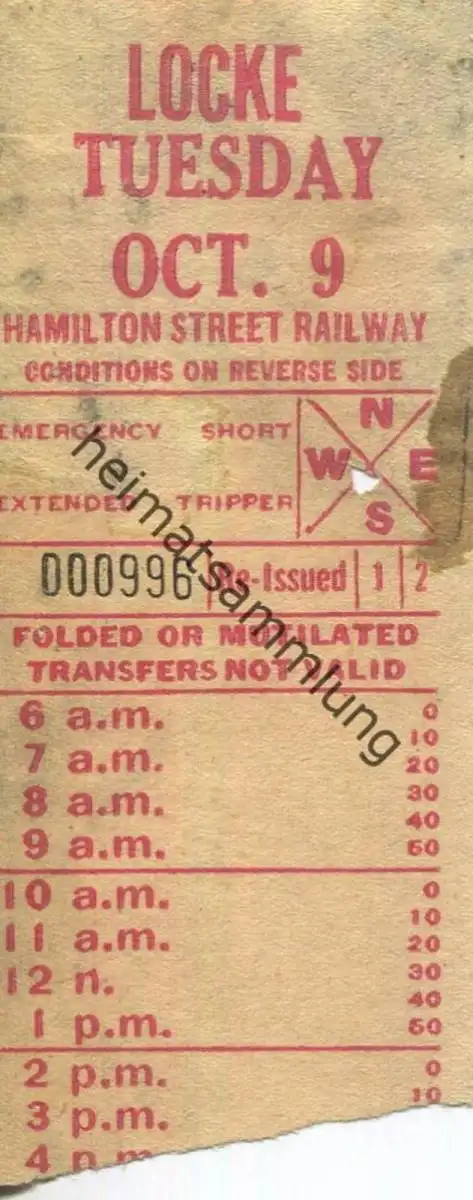 LOCKE
TUESDAY
OCT. 9
HAMILTON STREET RAILWAY
CONDITIONS ON REVERSE SIDE
EMERGENCY SHORT
EXTENDED TRIPPER
N
W E
S
000996 Re-Issued 1 2
FOLDED OR MUTILATED
TRANSFERS NOT VALID
6 a.m. 0
10
7 a.m. 20
8 a.m. 30
40
9 a.m. 50
10 a.m. 0
10
11 a.m. 20
12 n. 30
40
1 p.m. 50
2 p.m. 0
3 p.m. 10
4 p.m.
heimatsammlung